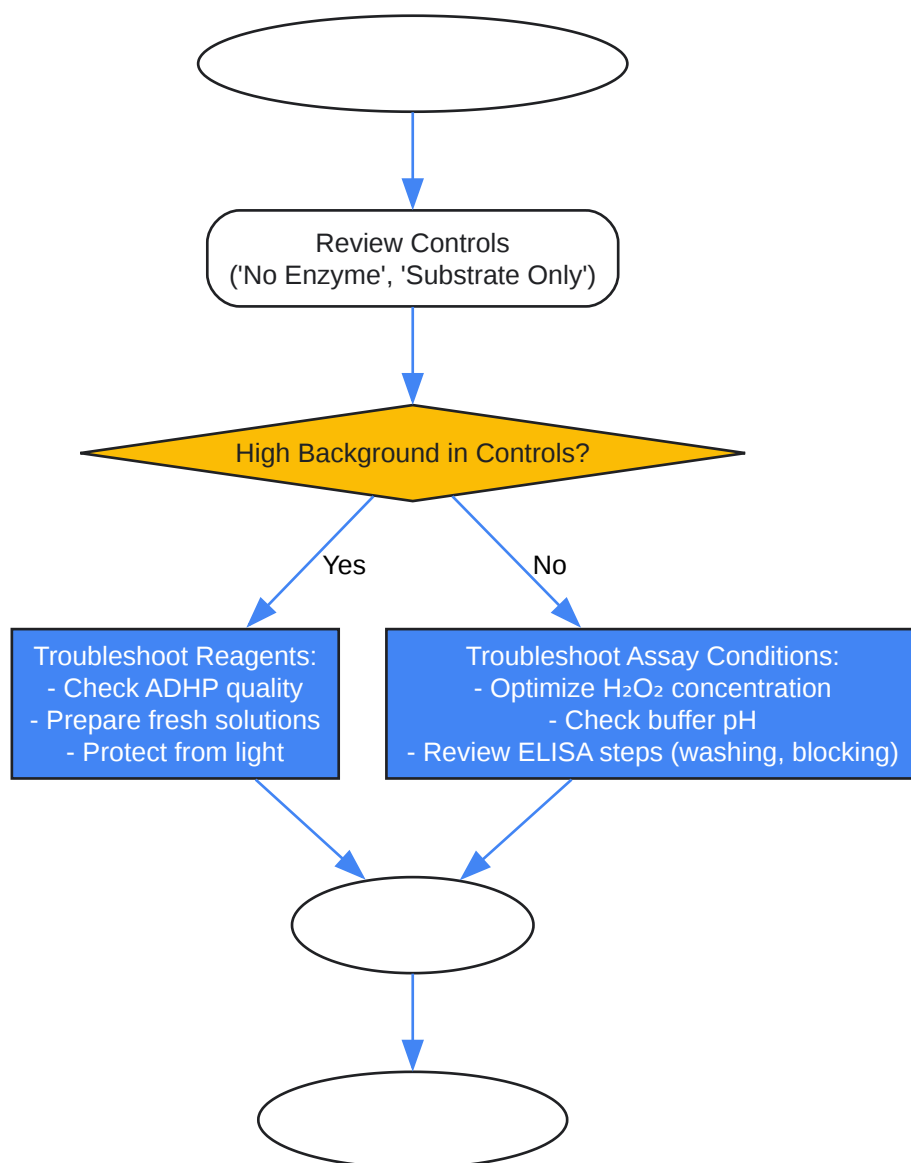 Review Controls
('No Enzyme', 'Substrate Only')
High Background in Controls?
Yes
No
Troubleshoot Reagents:
- Check ADHP quality
- Prepare fresh solutions
- Protect from light
Troubleshoot Assay Conditions:
- Optimize H₂O₂ concentration
- Check buffer pH
- Review ELISA steps (washing, blocking)